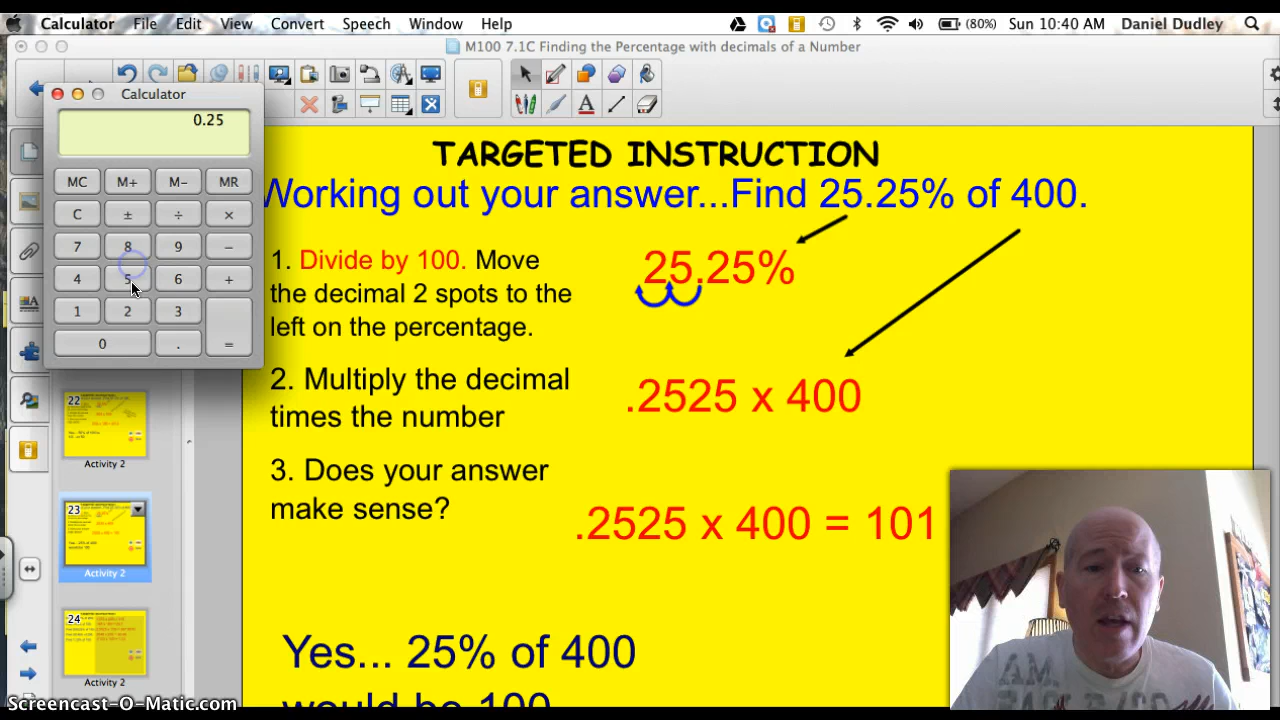 Calculator File Edit View Convert Speech Window Help (80%) Sun 10:40 AM Daniel Dudley
M100 7.1C Finding the Percentage with decimals of a Number
Calculator
0.25
MC M+ M- MR
C ± ÷ ×
7 8 9 −
4 5 6 +
1 2 3
0 . =
TARGETED INSTRUCTION
Working out your answer...Find 25.25% of 400.
1. Divide by 100. Move
the decimal 2 spots to the
left on the percentage.
25.25%
2. Multiply the decimal
times the number
.2525 x 400
3. Does your answer
make sense?
.2525 x 400 = 101
Yes... 25% of 400
would be 100
22
Activity 2
23
Activity 2
24
Activity 2
Screencast-O-Matic.com